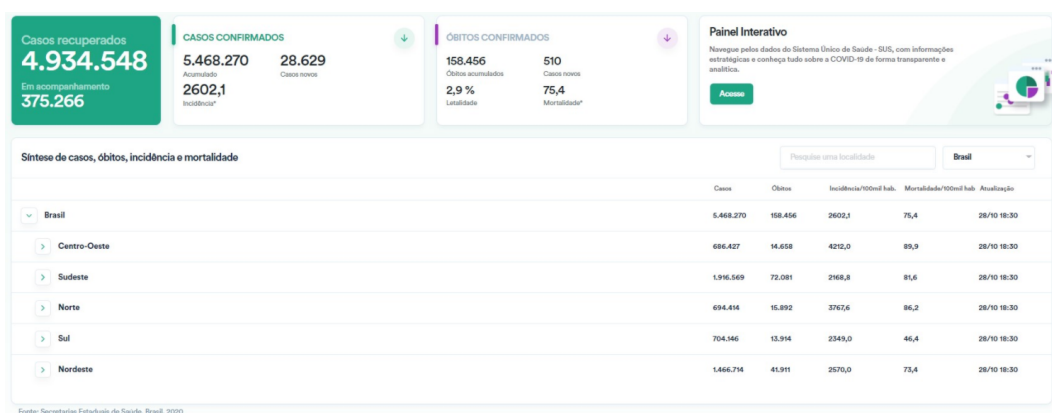 Casos recuperados
4.934.548
Em acompanhamento
375.266
CASOS CONFIRMADOS
5.468.270 28.629
Acumulado Casos novos
2602,1
Incidência*
ÓBITOS CONFIRMADOS
158.456 510
Óbitos acumulados Casos novos
2,9 % 75,4
Letalidade Mortalidade*
Painel Interativo
Navegue pelos dados do Sistema Único de Saúde - SUS, com informações
estratégicas e conheça tudo sobre a COVID-19 de forma transparente e
analítica.
Acesse
Síntese de casos, óbitos, incidência e mortalidade
Pesquise uma localidade Brasil
Casos Óbitos Incidência/100mil hab. Mortalidade/100mil hab Atualização
Brasil 5.468.270 158.456 2602,1 75,4 28/10 18:30
Centro-Oeste 686.427 14.658 4212,0 89,9 28/10 18:30
Sudeste 1.916.569 72.081 2168,8 81,6 28/10 18:30
Norte 694.414 15.892 3767,6 86,2 28/10 18:30
Sul 704.146 13.914 2349,0 46,4 28/10 18:30
Nordeste 1.466.714 41.911 2570,0 73,4 28/10 18:30
Fonte: Secretarias Estaduais de Saúde. Brasil, 2020